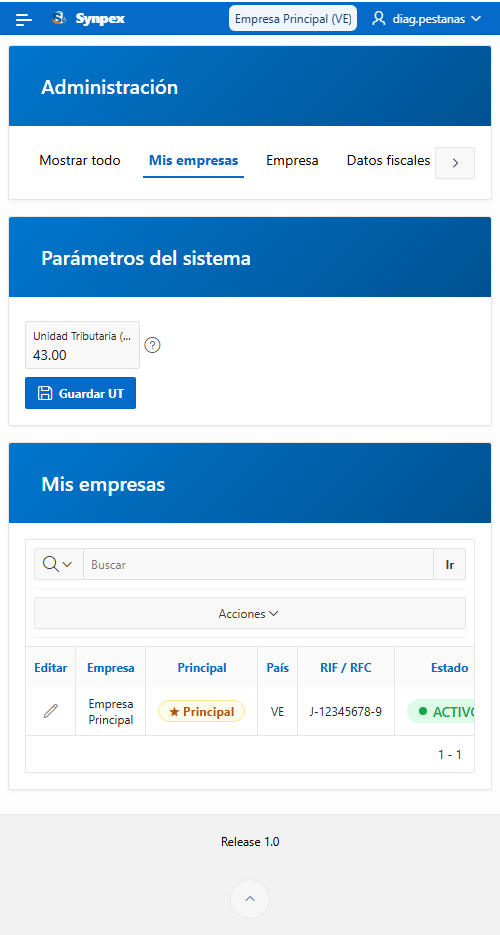 Synpex
Empresa Principal (VE)
diag.pestanas
Administración
Mostrar todo
Mis empresas
Empresa
Datos fiscales
Parámetros del sistema
Unidad Tributaria (...
43.00
?
Guardar UT
Mis empresas
Buscar
Ir
Acciones
Editar Empresa Principal País RIF / RFC Estado
Empresa
Principal
★ Principal
VE
J-12345678-9
ACTIVO
1 - 1
Release 1.0